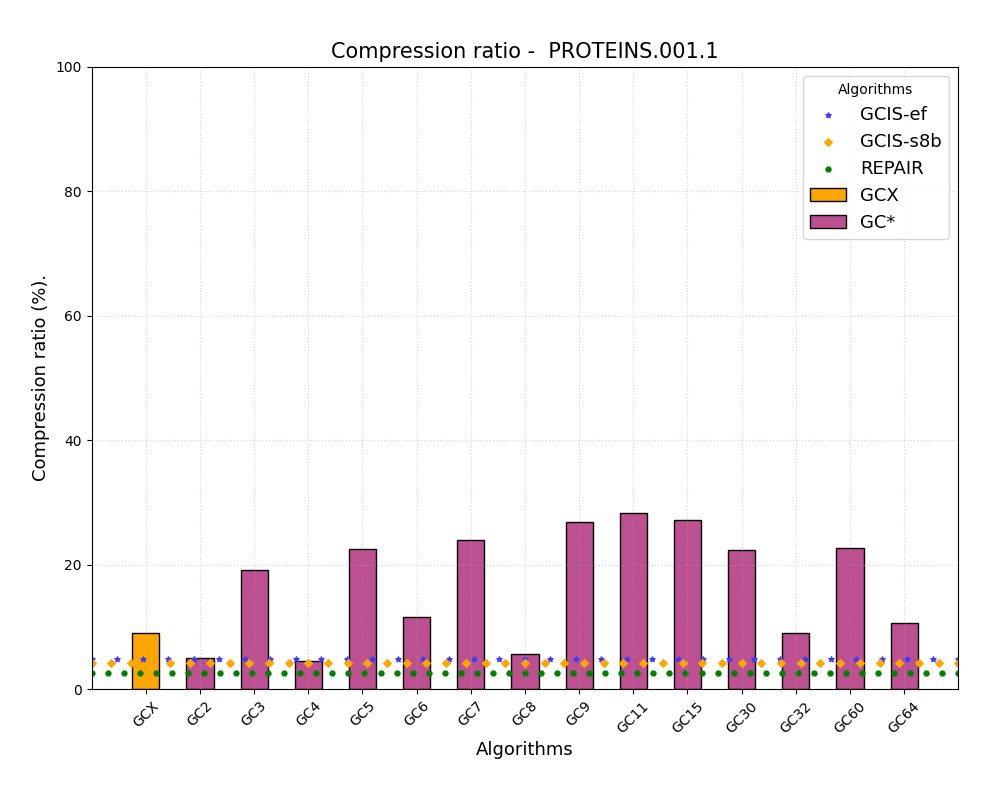 Compression ratio -  PROTEINS.001.1
Algorithms
GCIS-ef
GCIS-s8b
REPAIR
GCX
GC*
Compression ratio (%).
100
80
60
40
20
0
GCX GC2 GC3 GC4 GC5 GC6 GC7 GC8 GC9 GC11 GC15 GC30 GC32 GC60 GC64
Algorithms